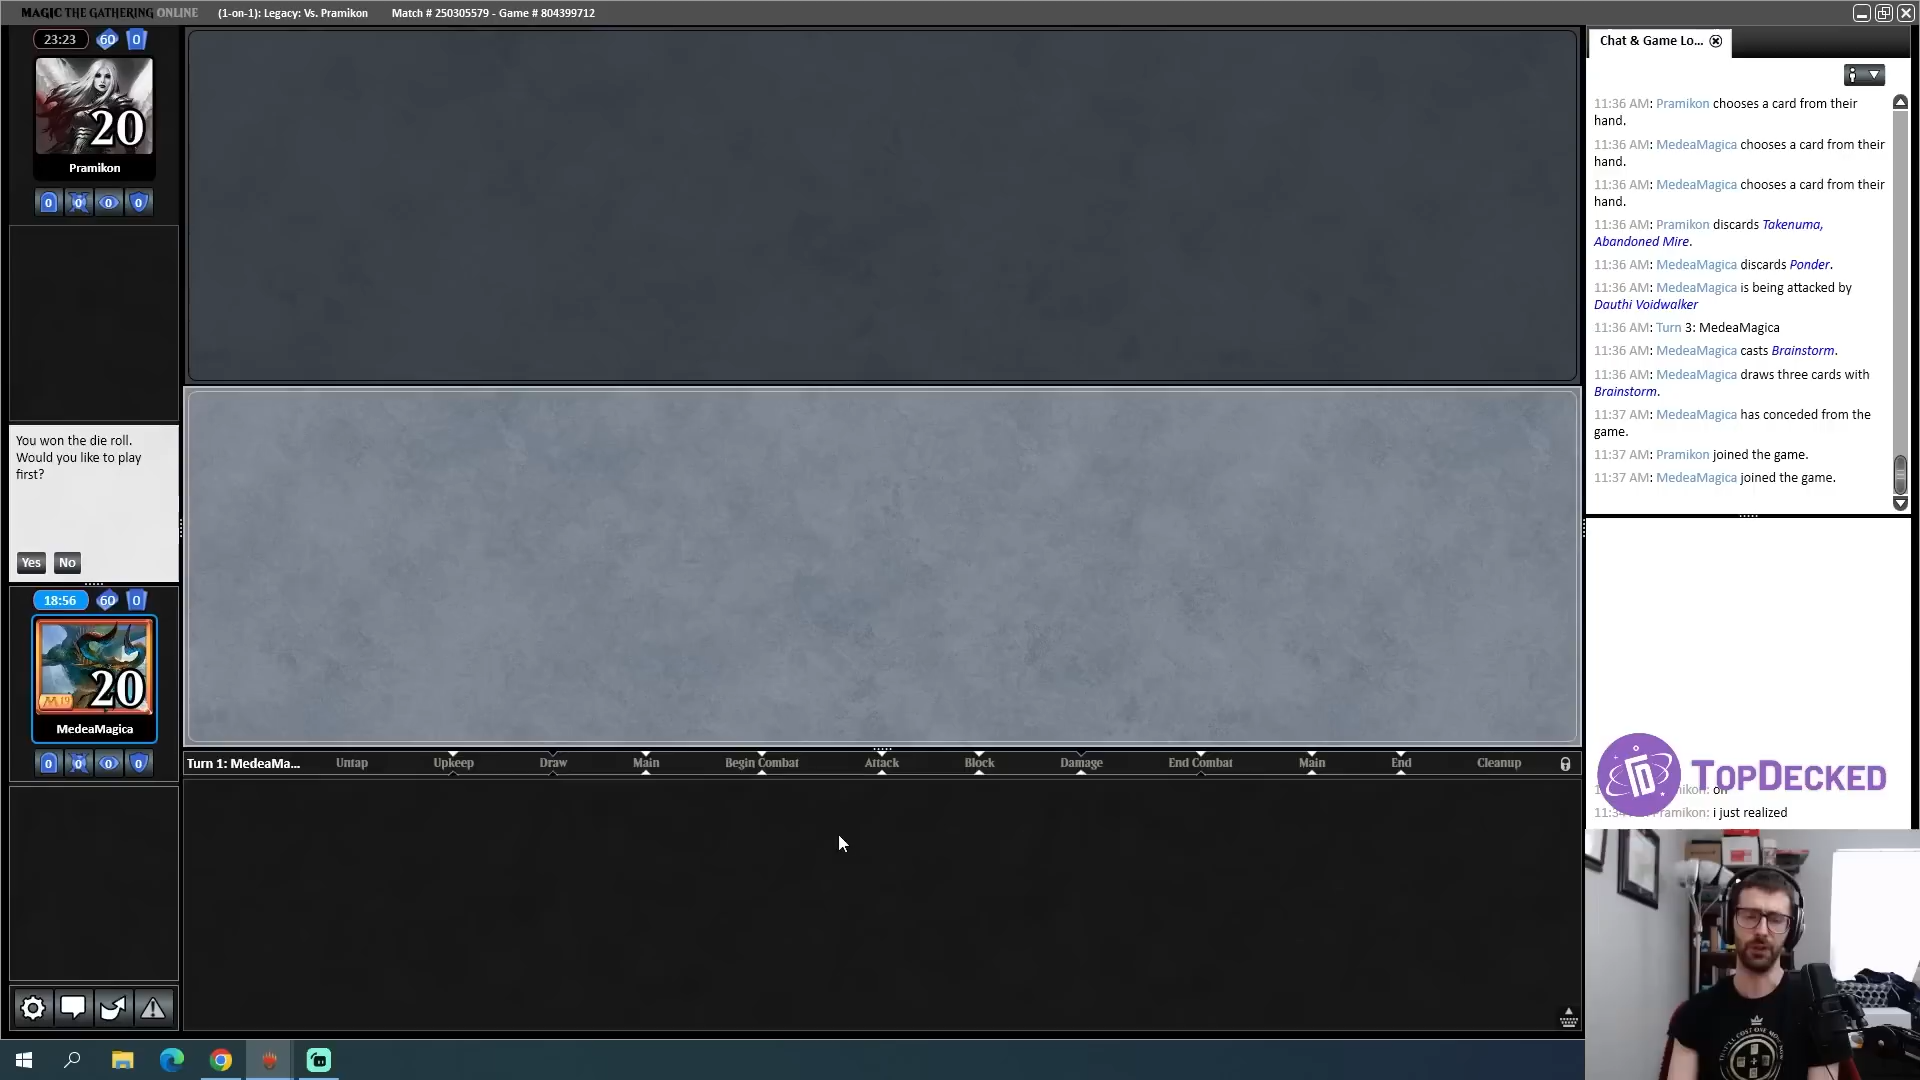 MAGIC THE GATHERING ONLINE (1-on-1): Legacy: Vs. Pramikon Match # 250305579 - Game # 804399712
23:23 60 0
20
Pramikon
0 0 0 0
You won the die roll.
Would you like to play
first?
Yes No
18:56 60 0
M19 20
MedeaMagica
0 0 0 0
Turn 1: MedeaMa... Untap Upkeep Draw Main Begin Combat Attack Block Damage End Combat Main End Cleanup
Chat & Game Lo...
11:36 AM: Pramikon chooses a card from their
hand.
11:36 AM: MedeaMagica chooses a card from their
hand.
11:36 AM: MedeaMagica chooses a card from their
hand.
11:36 AM: Pramikon discards Takenuma,
Abandoned Mire.
11:36 AM: MedeaMagica discards Ponder.
11:36 AM: MedeaMagica is being attacked by
Dauthi Voidwalker
11:36 AM: Turn 3: MedeaMagica
11:36 AM: MedeaMagica casts Brainstorm.
11:36 AM: MedeaMagica draws three cards with
Brainstorm.
11:37 AM: MedeaMagica has conceded from the
game.
11:37 AM: Pramikon joined the game.
11:37 AM: MedeaMagica joined the game.
TOPDECKED
i just realized